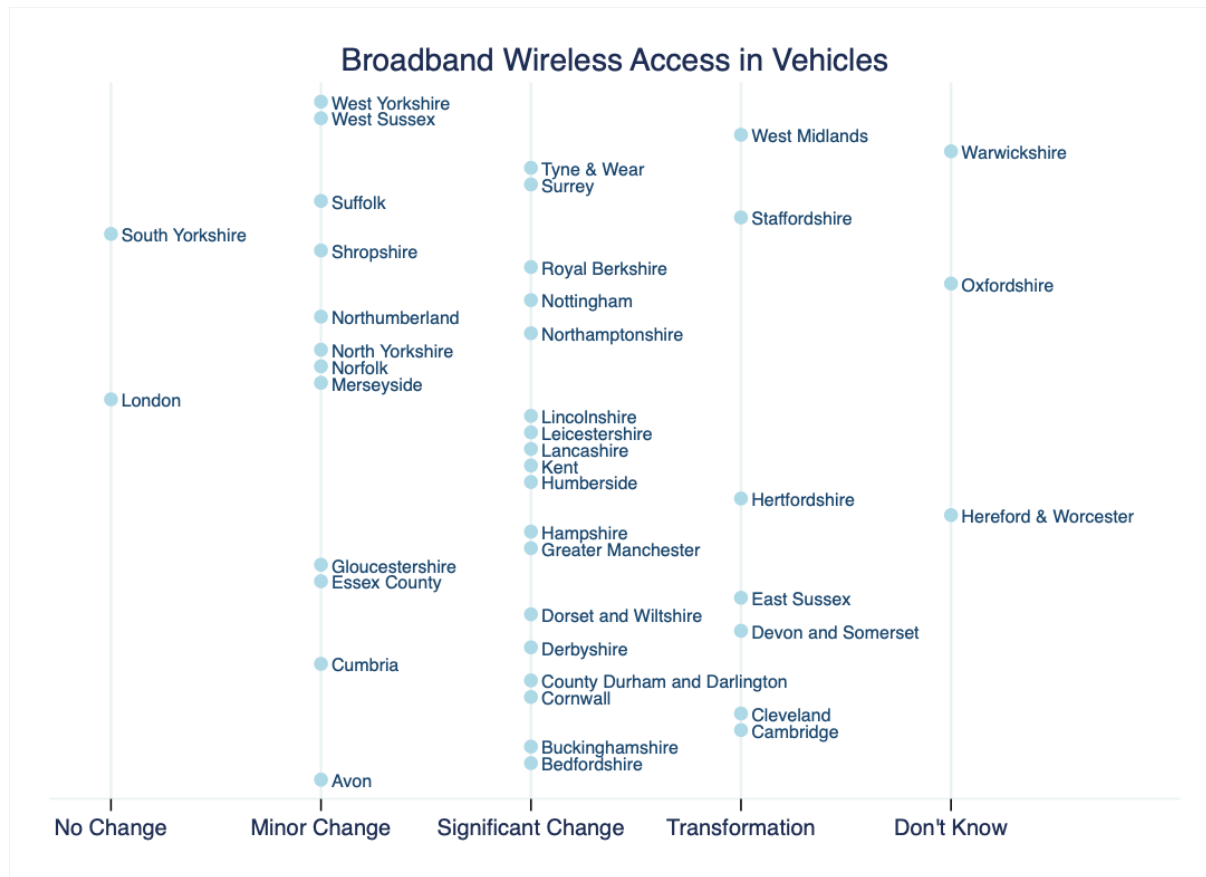 Broadband Wireless Access in Vehicles
West Yorkshire
West Sussex
West Midlands
Warwickshire
Tyne & Wear
Surrey
Suffolk
Staffordshire
South Yorkshire
Shropshire
Royal Berkshire
Oxfordshire
Nottingham
Northumberland
Northamptonshire
North Yorkshire
Norfolk
Merseyside
London
Lincolnshire
Leicestershire
Lancashire
Kent
Humberside
Hertfordshire
Hereford & Worcester
Hampshire
Greater Manchester
Gloucestershire
Essex County
East Sussex
Dorset and Wiltshire
Devon and Somerset
Derbyshire
Cumbria
County Durham and Darlington
Cornwall
Cleveland
Cambridge
Buckinghamshire
Bedfordshire
Avon
No Change Minor Change Significant Change Transformation Don't Know